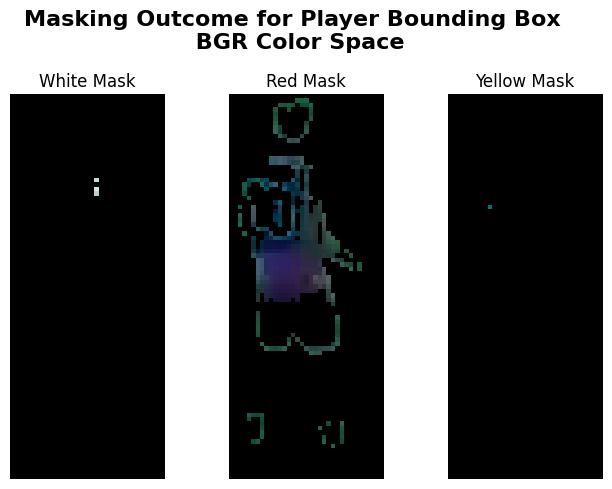 Masking Outcome for Player Bounding Box
BGR Color Space
White Mask
Red Mask
Yellow Mask